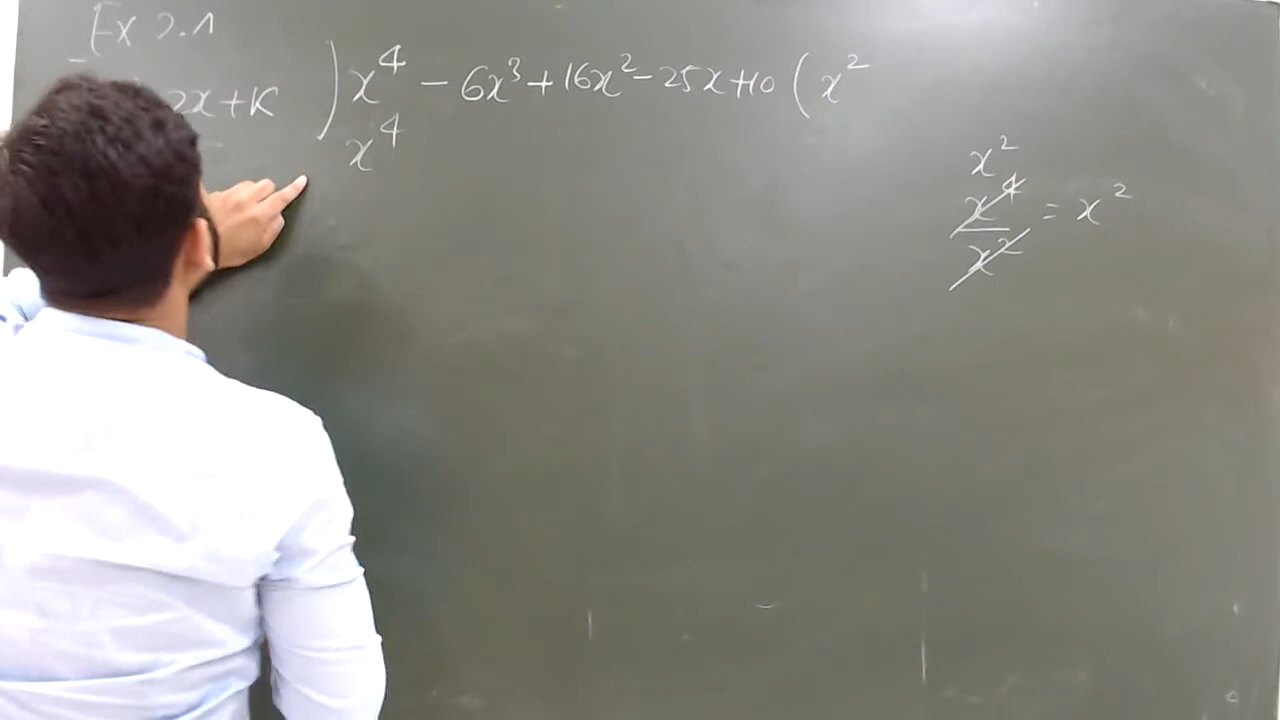 Ex 2.1
2x+K ) x⁴ - 6x³ + 16x² - 25x + 10 ( x²
x⁴
x²
x⁴
/x² = x²